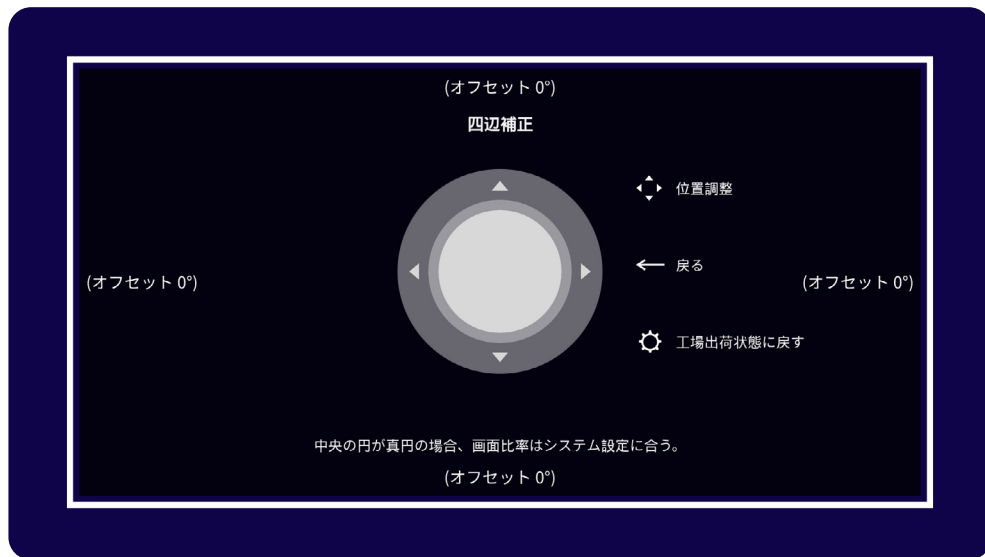 (オフセット 0°)
四辺補正
位置調整
戻る
(オフセット 0°)
(オフセット 0°)
工場出荷状態に戻す
中央の円が真円の場合、画面比率はシステム設定に合う。
(オフセット 0°)